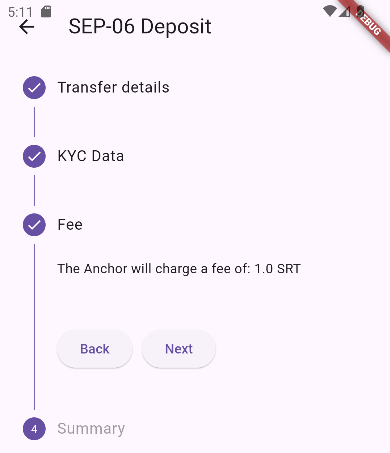 5:11
SEP-06 Deposit
Transfer details
KYC Data
Fee
The Anchor will charge a fee of: 1.0 SRT
Back Next
4 Summary